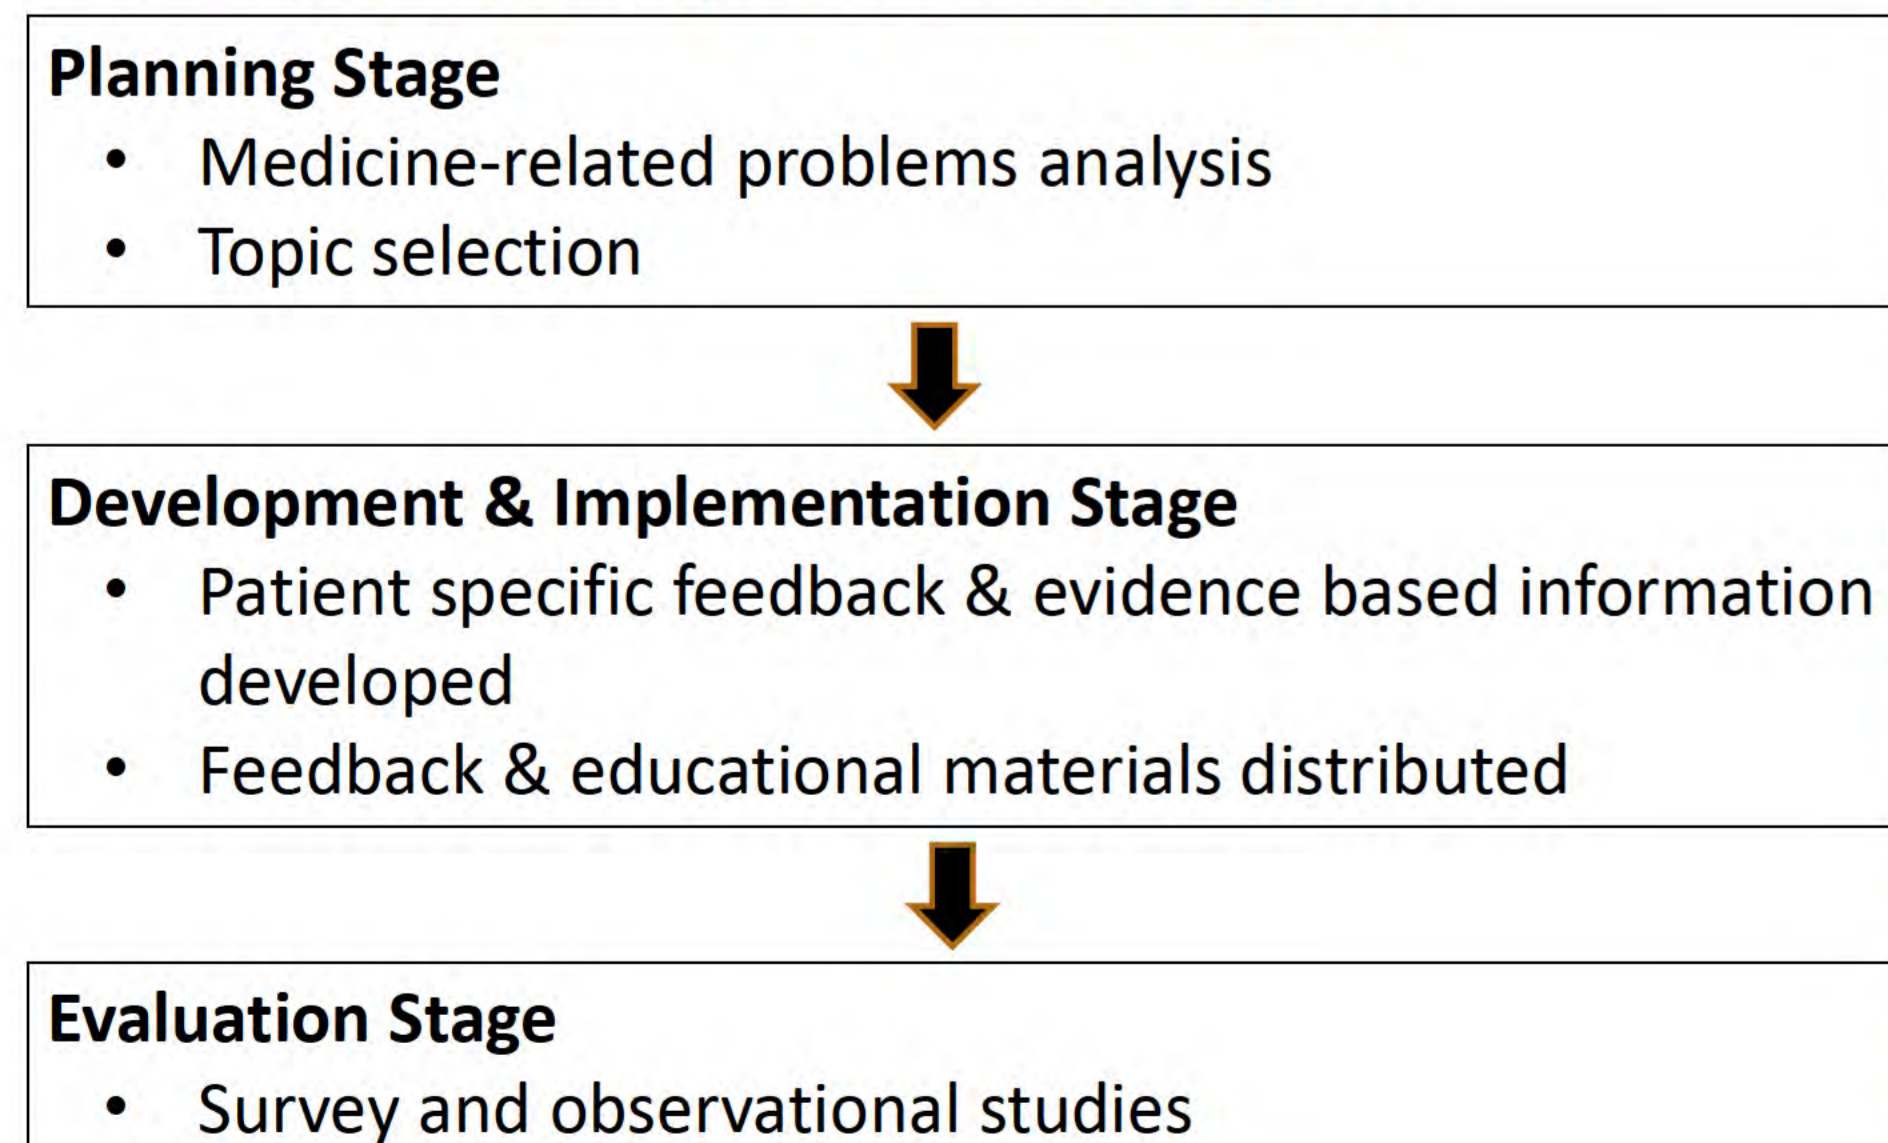 Planning Stage
• Medicine-related problems analysis
• Topic selection
Development & Implementation Stage
• Patient specific feedback & evidence based information
developed
• Feedback & educational materials distributed
Evaluation Stage
• Survey and observational studies